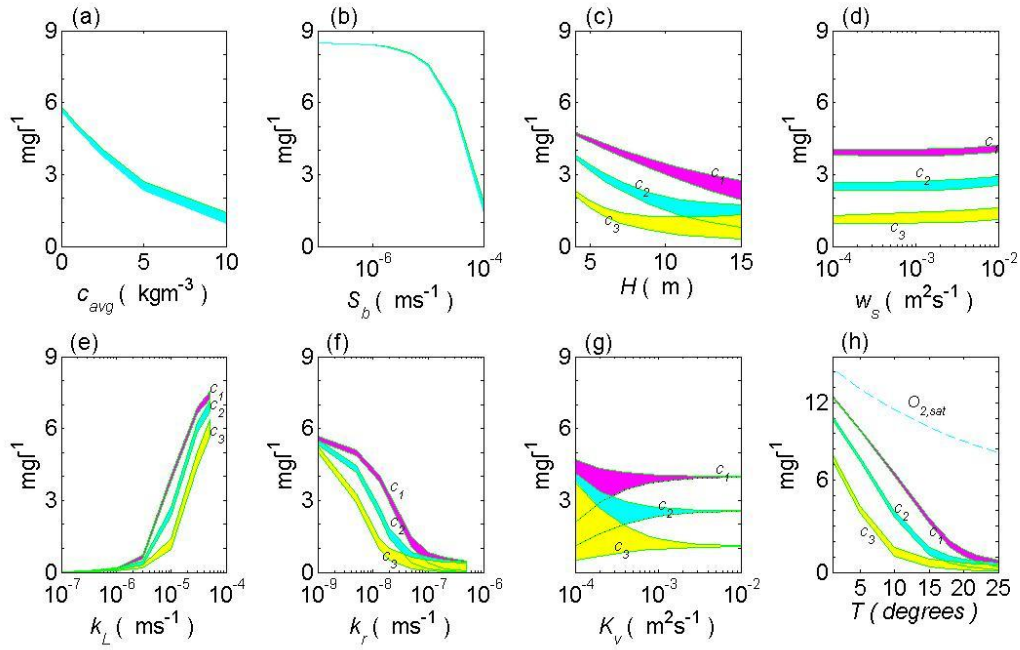 (a) (b) (c) (d)
9 9 9 9
6 6 6 6
3 3 3 3
0 0 0 0
mgl⁻¹ mgl⁻¹ mgl⁻¹ mgl⁻¹
c₁ c₂ c₃
c₁ c₂ c₃
0 5 10
10⁻⁶ 10⁻⁴
5 10 15
10⁻⁴ 10⁻³ 10⁻²
c_avg ( kgm⁻³ )
S_b ( ms⁻¹ )
H ( m )
w_s ( m²s⁻¹ )
(e) (f) (g) (h)
9 9 9 12
6 6 6 6
3 3 3 0
0 0 0
mgl⁻¹ mgl⁻¹ mgl⁻¹ mgl⁻¹
c₁ c₂ c₃
c₁ c₂ c₃
c₁ c₂ c₃
O₂,sat
c₂ c₁ c₃
10⁻⁷ 10⁻⁶ 10⁻⁵ 10⁻⁴
10⁻⁹ 10⁻⁸ 10⁻⁷ 10⁻⁶
10⁻⁴ 10⁻³ 10⁻²
5 10 15 20 25
k_L ( ms⁻¹ )
k_r ( ms⁻¹ )
K_v ( m²s⁻¹ )
T ( degrees )